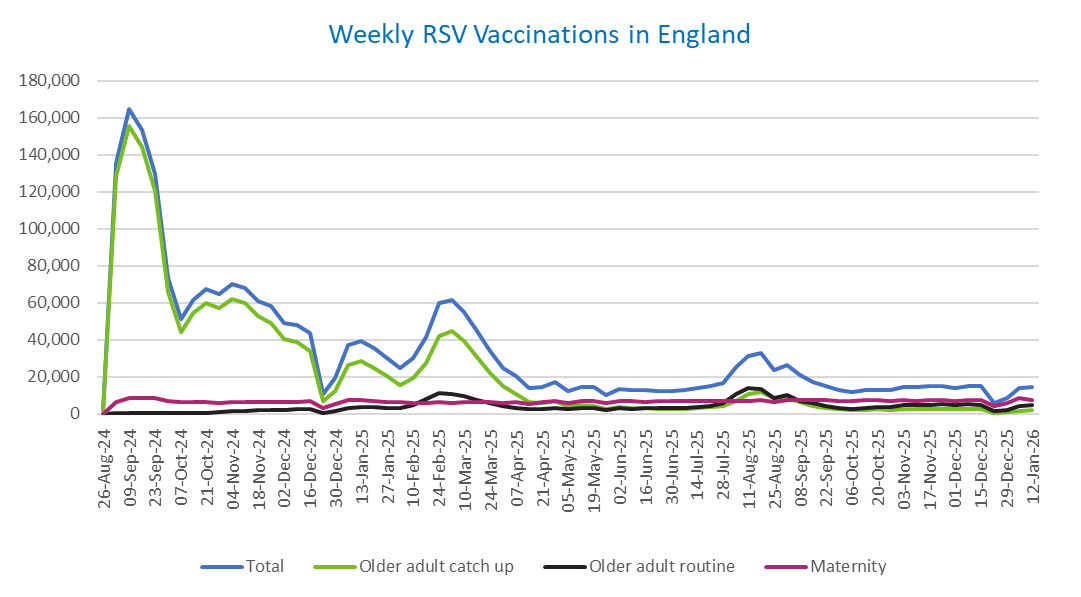 Weekly RSV Vaccinations in England
180,000
160,000
140,000
120,000
100,000
80,000
60,000
40,000
20,000
0
26-Aug-24
09-Sep-24
23-Sep-24
07-Oct-24
21-Oct-24
04-Nov-24
18-Nov-24
02-Dec-24
16-Dec-24
30-Dec-24
13-Jan-25
27-Jan-25
10-Feb-25
24-Feb-25
10-Mar-25
24-Mar-25
07-Apr-25
21-Apr-25
05-May-25
19-May-25
02-Jun-25
16-Jun-25
30-Jun-25
14-Jul-25
28-Jul-25
11-Aug-25
25-Aug-25
08-Sep-25
22-Sep-25
06-Oct-25
20-Oct-25
03-Nov-25
17-Nov-25
01-Dec-25
15-Dec-25
29-Dec-25
12-Jan-26
Total Older adult catch up Older adult routine Maternity